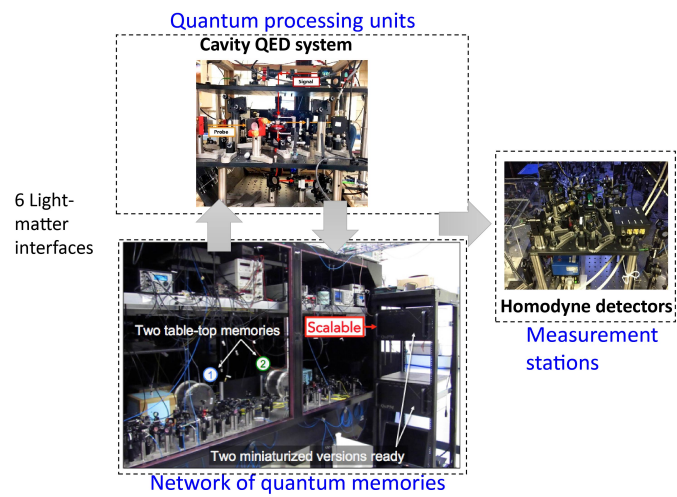 Quantum processing units
Cavity QED system
Signal
Probe
6 Light-
matter
interfaces
Two table-top memories
1
2
Scalable
Two miniaturized versions ready
Network of quantum memories
Homodyne detectors
Measurement
stations